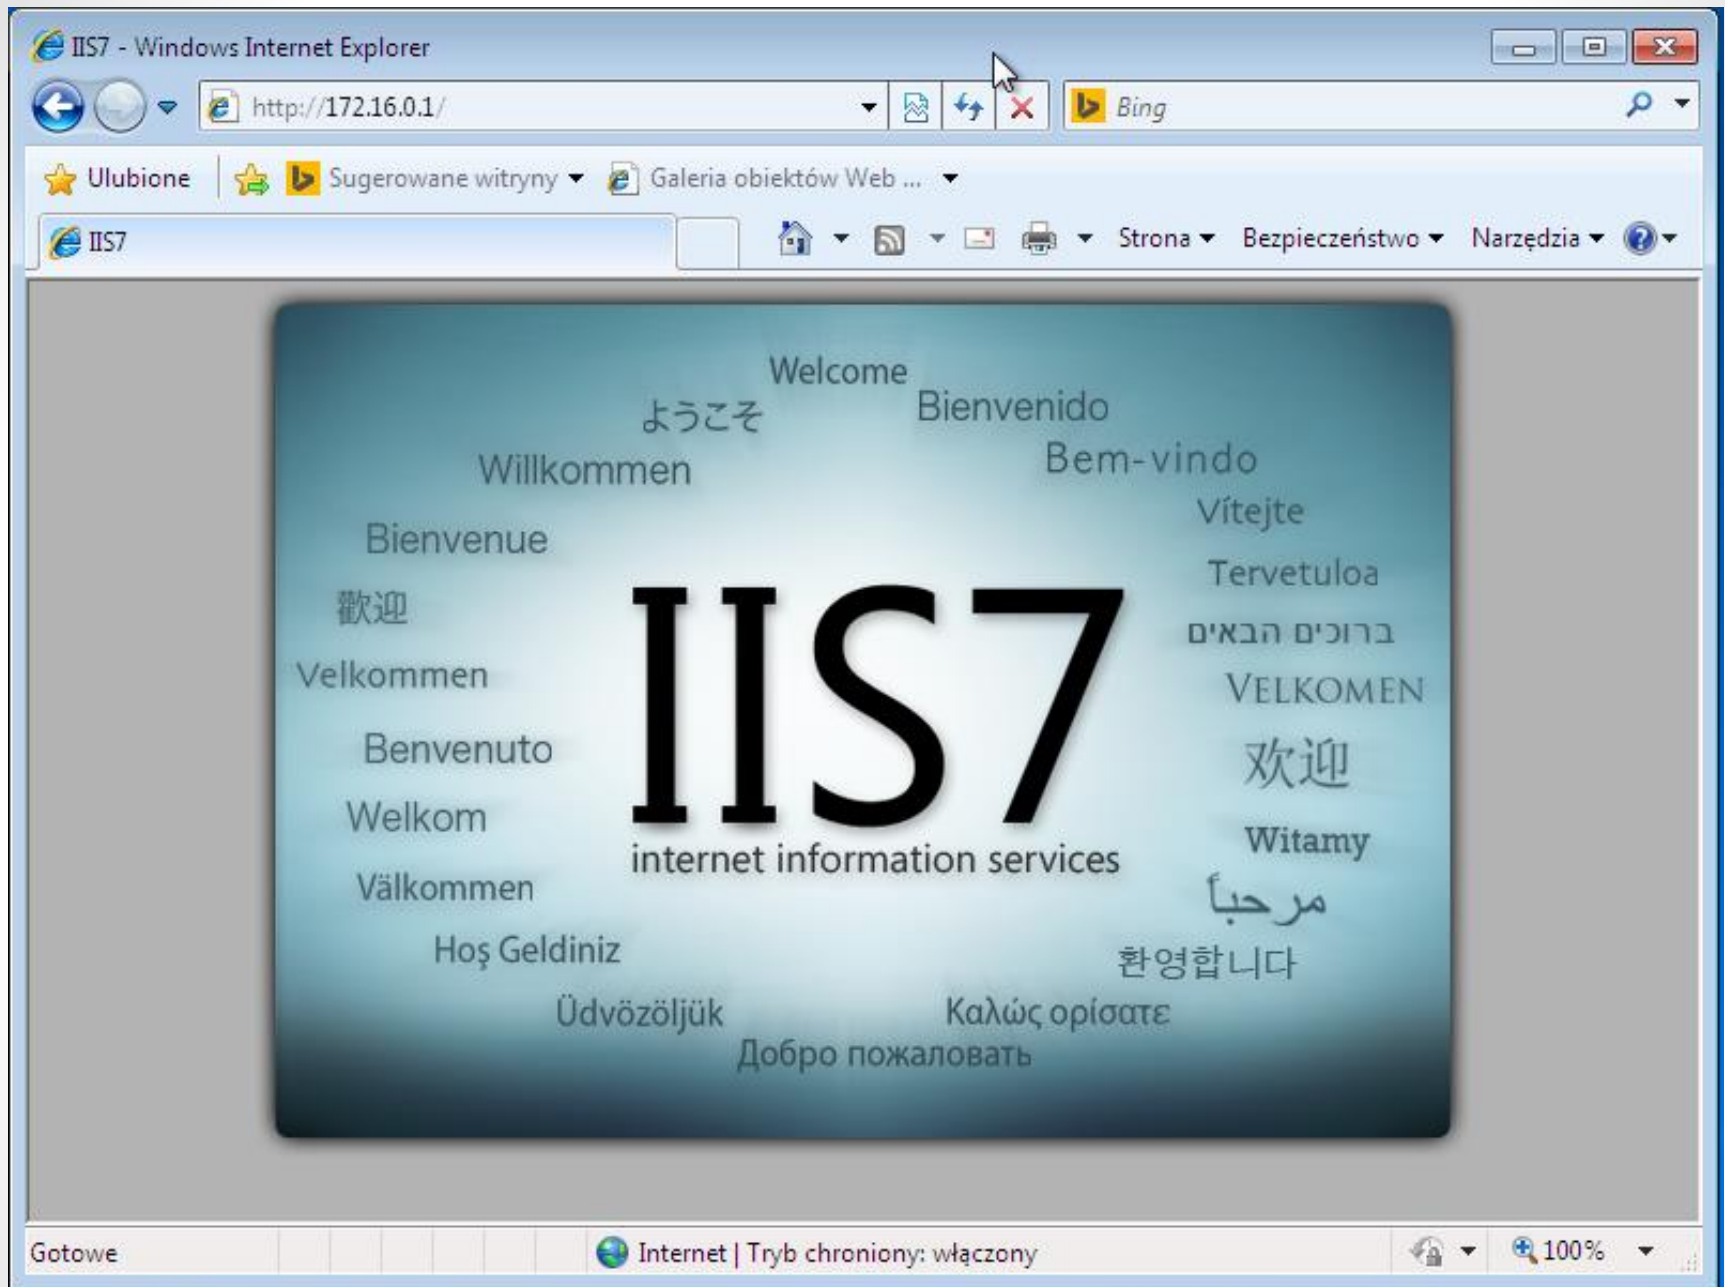 IIS7 - Windows Internet Explorer
http://172.16.0.1/
Bing
Ulubione
Sugerowane witryny
Galeria obiektów Web ...
IIS7
Strona
Bezpieczeństwo
Narzędzia
Welcome
ようこそ
Bienvenido
Willkommen
Bem-vindo
Vítejte
Bienvenue
Tervetuloa
歡迎
ברוכים הבאים
Velkommen
VELKOMEN
IIS7
Benvenuto
欢迎
Welkom
Witamy
internet information services
Välkommen
مرحباً
Hoş Geldiniz
환영합니다
Üdvözöljük
Καλώς ορίσατε
Добро пожаловать
Gotowe
Internet | Tryb chroniony: włączony
100%